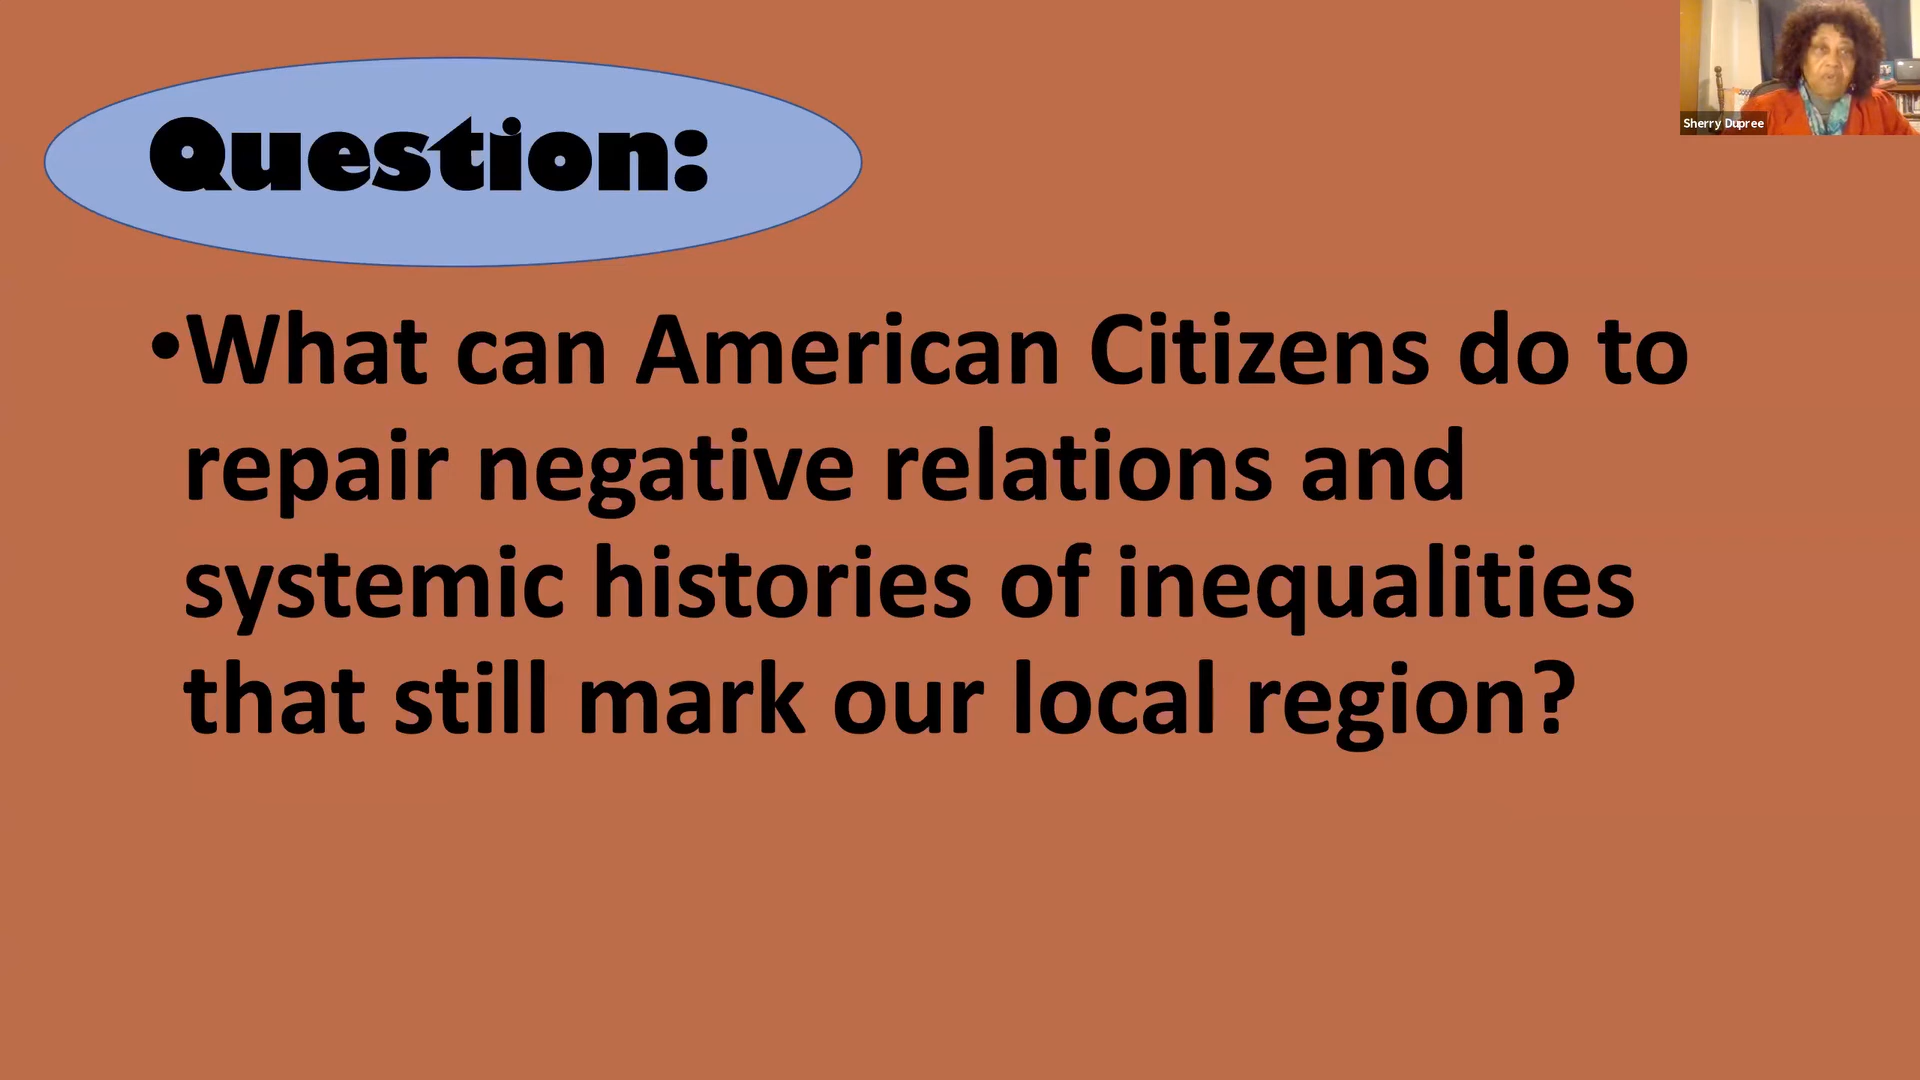 Question:
•What can American Citizens do to
repair negative relations and
systemic histories of inequalities
that still mark our local region?
Sherry Dupree